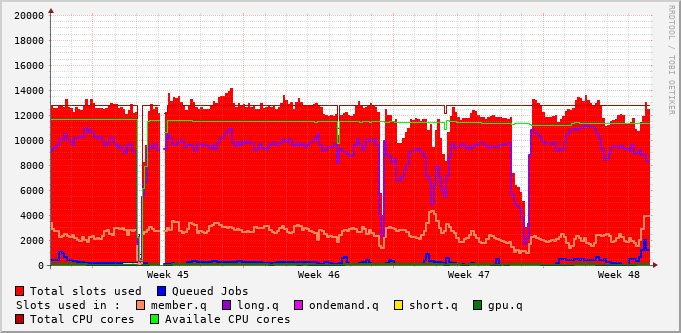 20000
18000
16000
14000
12000
10000
8000
6000
4000
2000
0
Week 45 Week 46 Week 47 Week 48
RRDTOOL / TOBI OETIKER
Total slots used Queued Jobs
Slots used in : member.q long.q ondemand.q short.q gpu.q
Total CPU cores Availale CPU cores